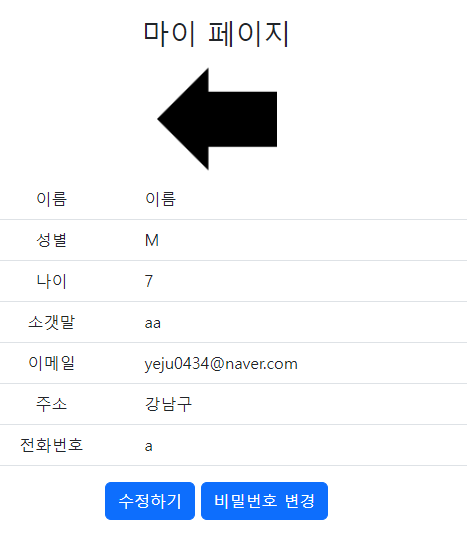 마이 페이지
이름 이름
성별 M
나이 7
소갯말 aa
이메일 yeju0434@naver.com
주소 강남구
전화번호 a
수정하기 비밀번호 변경